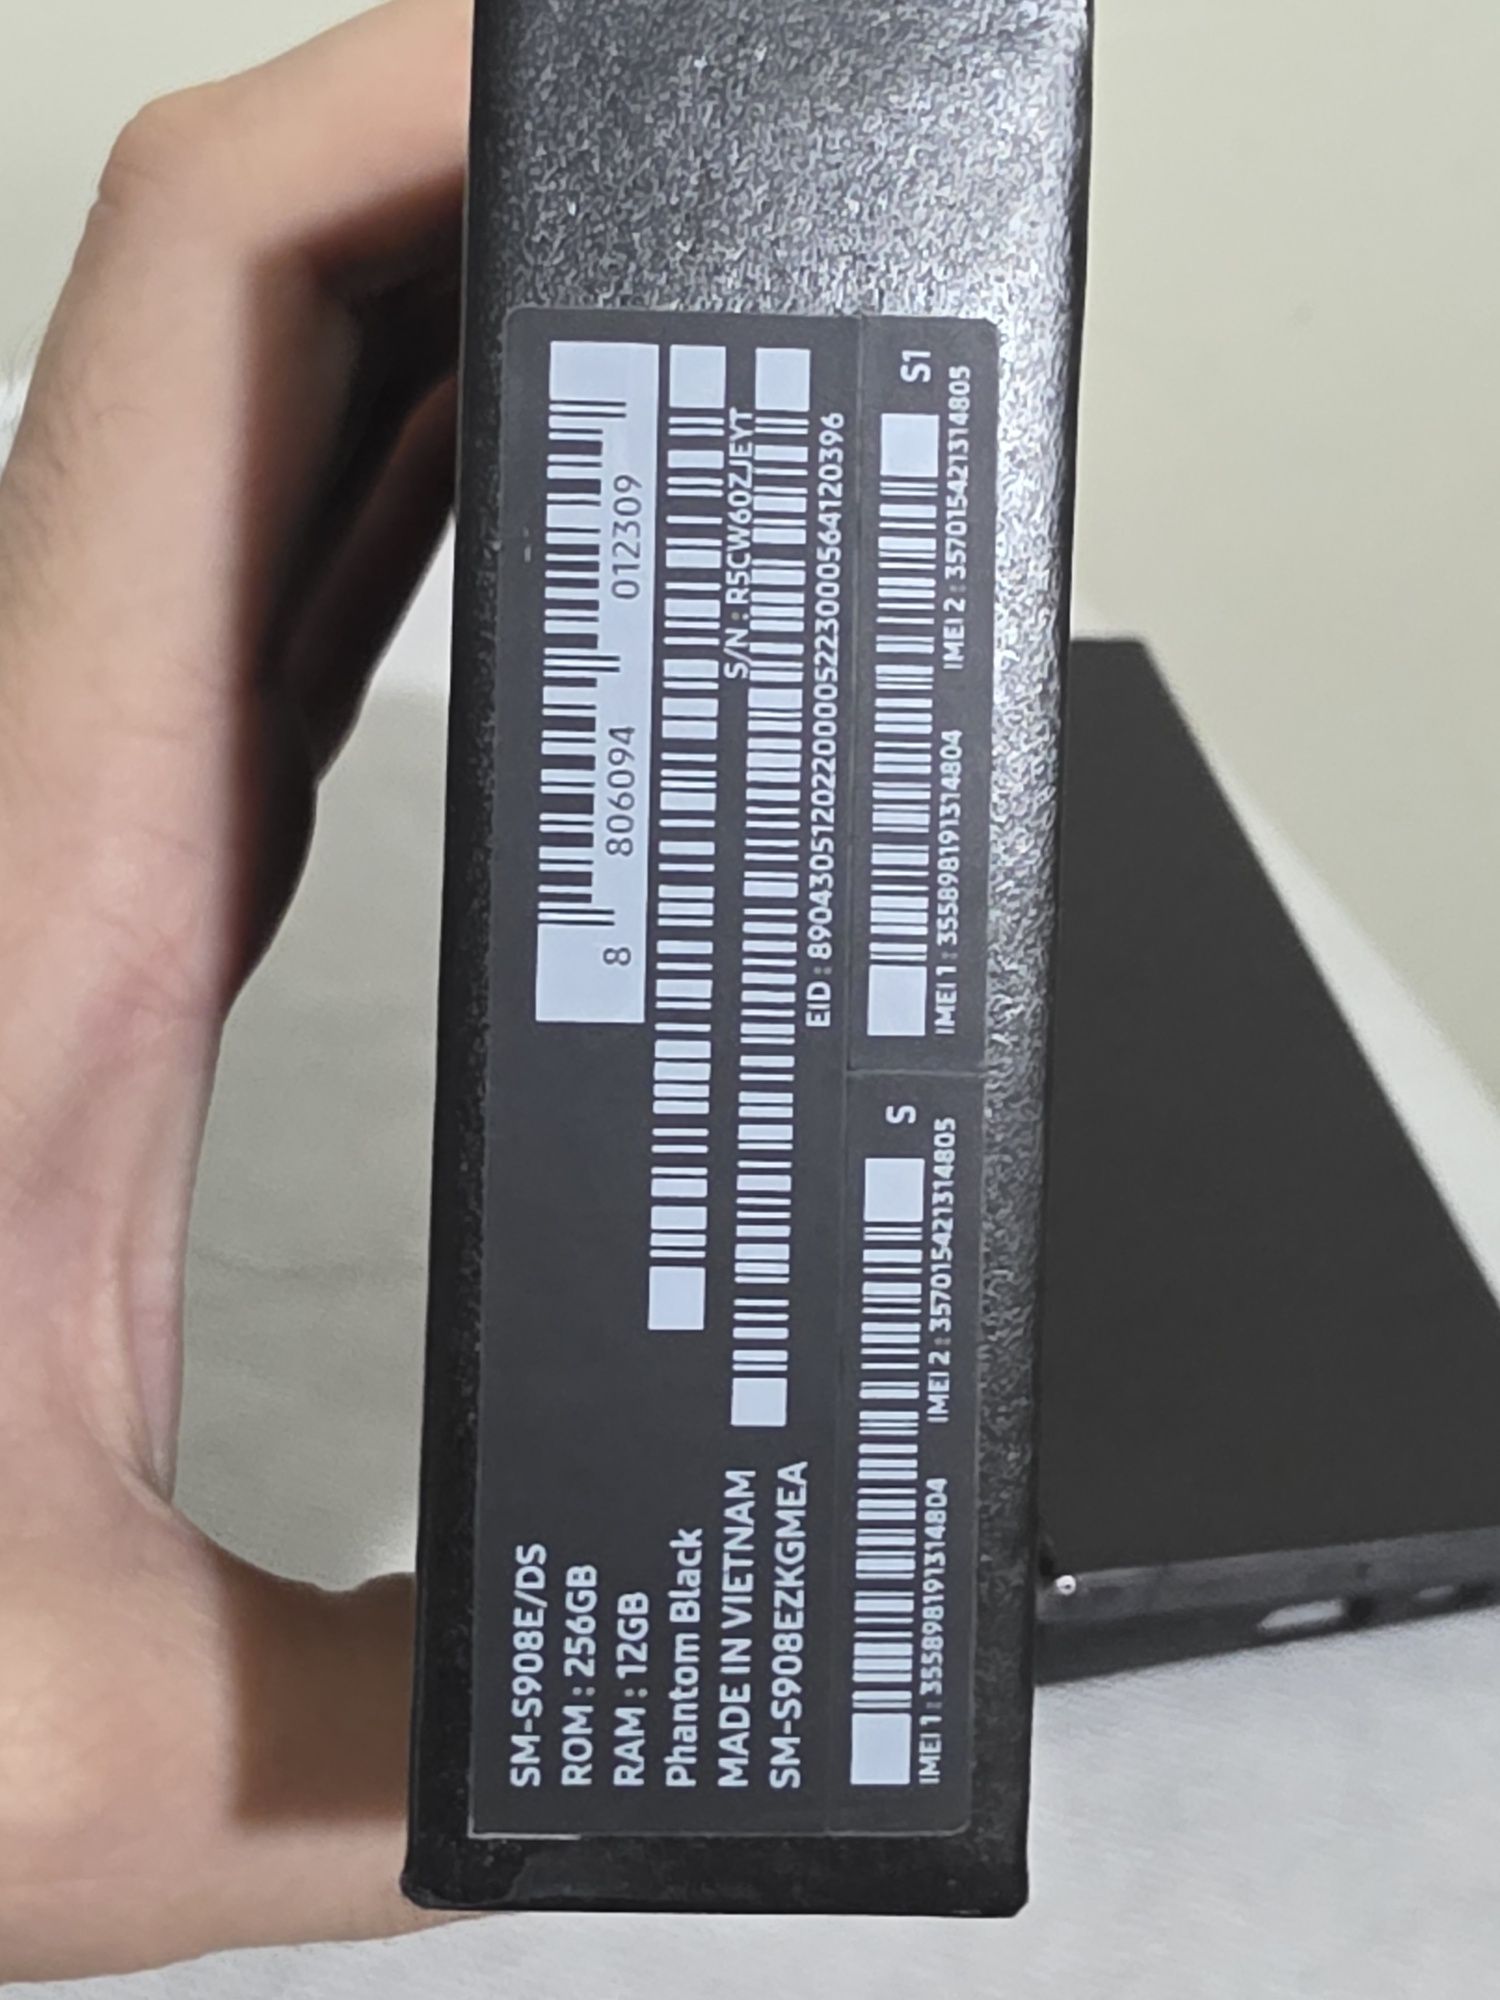 SM-S908E/DS
ROM : 256GB
RAM : 12GB
Phantom Black
MADE IN VIETNAM
SM-S908EZKGMEA
8 806094 012309
S/N : R5CW60ZJEYT
EID : 89043051202200005223000564120396
S
IMEI 1 : 355898191314804 IMEI 2 : 357015421314805
S1
IMEI 1 : 355898191314804 IMEI 2 : 357015421314805